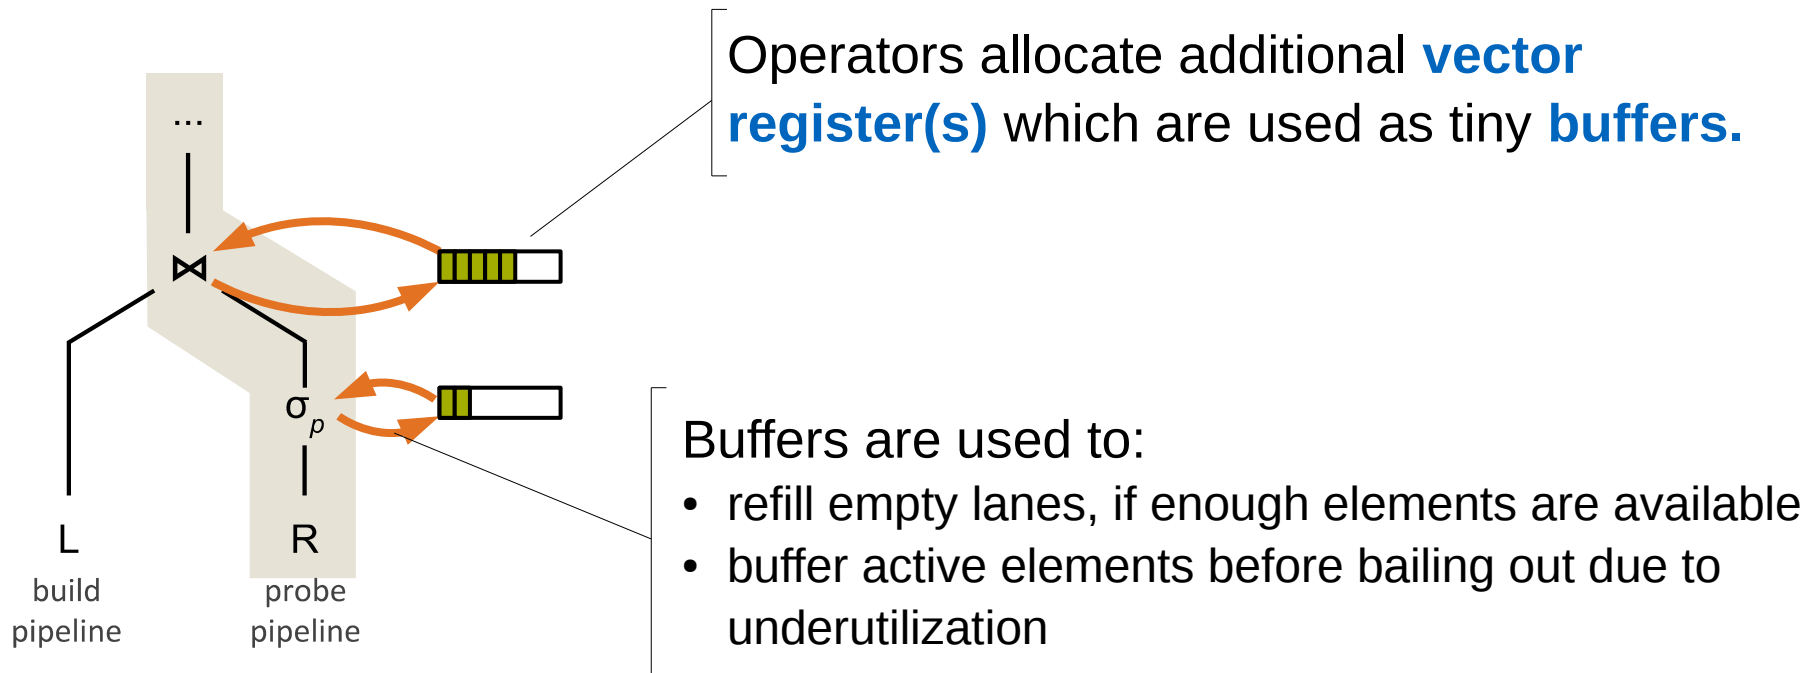 Operators allocate additional vector
register(s) which are used as tiny buffers.
...
⋈
σp
L
build
pipeline
R
probe
pipeline
Buffers are used to:
• refill empty lanes, if enough elements are available
• buffer active elements before bailing out due to
underutilization